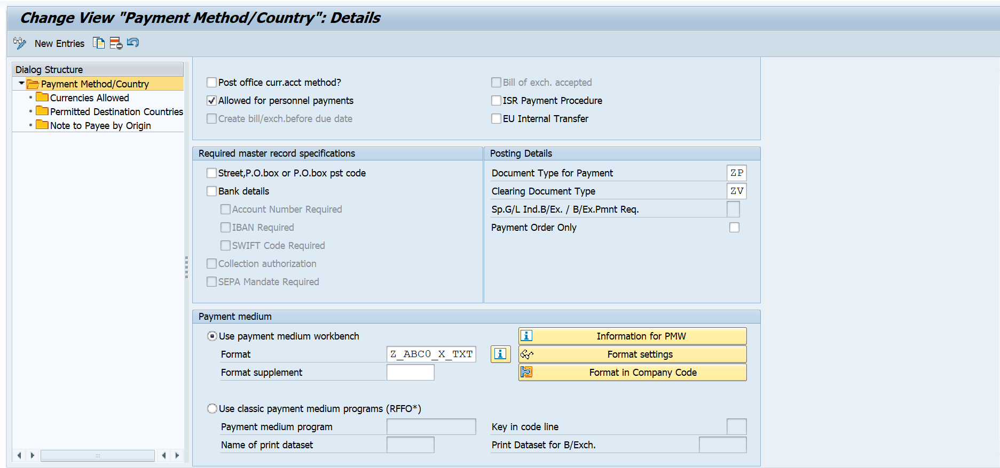 Change View "Payment Method/Country": Details
New Entries
Dialog Structure
Payment Method/Country
Currencies Allowed
Permitted Destination Countries
Note to Payee by Origin
Post office curr.acct method?
Bill of exch. accepted
Allowed for personnel payments
ISR Payment Procedure
Create bill/exch.before due date
EU Internal Transfer
Required master record specifications
Street,P.O.box or P.O.box pst code
Bank details
Account Number Required
IBAN Required
SWIFT Code Required
Collection authorization
SEPA Mandate Required
Posting Details
Document Type for Payment ZP
Clearing Document Type ZV
Sp.G/L Ind.B/Ex. / B/Ex.Pmnt Req.
Payment Order Only
Payment medium
Use payment medium workbench
Information for PMW
Format Z_ABC0_X_TXT
Format settings
Format supplement
Format in Company Code
Use classic payment medium programs (RFFO*)
Payment medium program
Key in code line
Name of print dataset
Print Dataset for B/Exch.